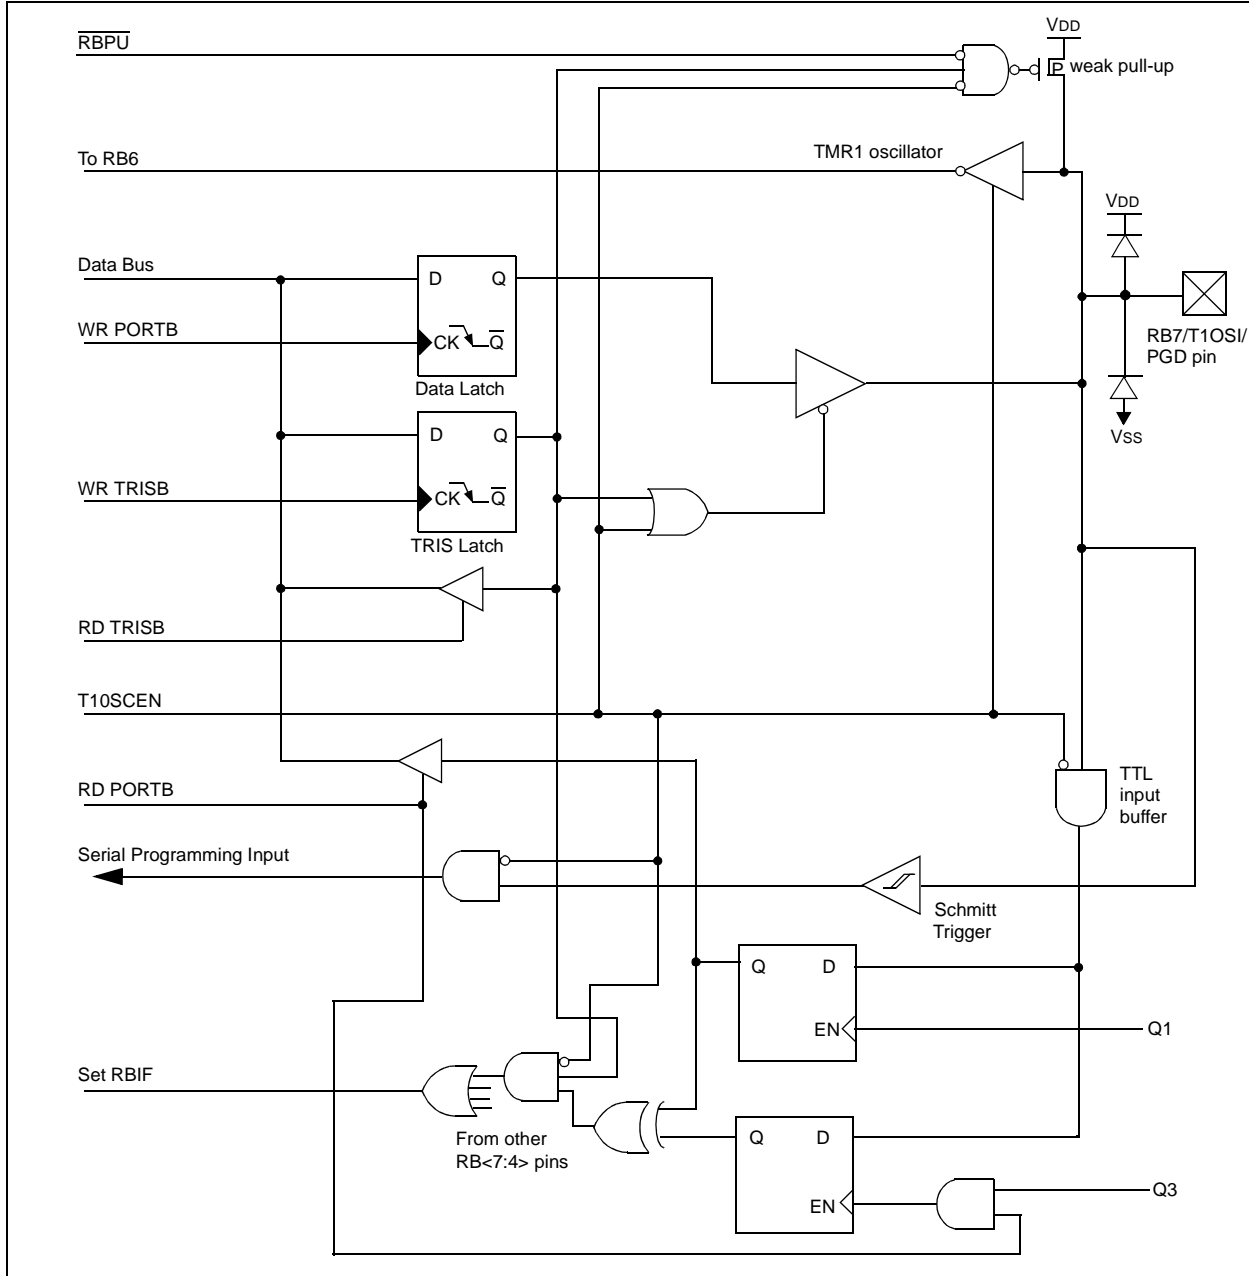 RBPU
VDD
P weak pull-up
To RB6
TMR1 oscillator
VDD
Data Bus
D Q
WR PORTB
CK Q
Data Latch
RB7/T1OSI/
PGD pin
VSS
D Q
WR TRISB
CK Q
TRIS Latch
RD TRISB
T10SCEN
RD PORTB
TTL
input
buffer
Serial Programming Input
Schmitt
Trigger
Q D
EN
Q1
Set RBIF
From other
RB<7:4> pins
Q D
EN
Q3